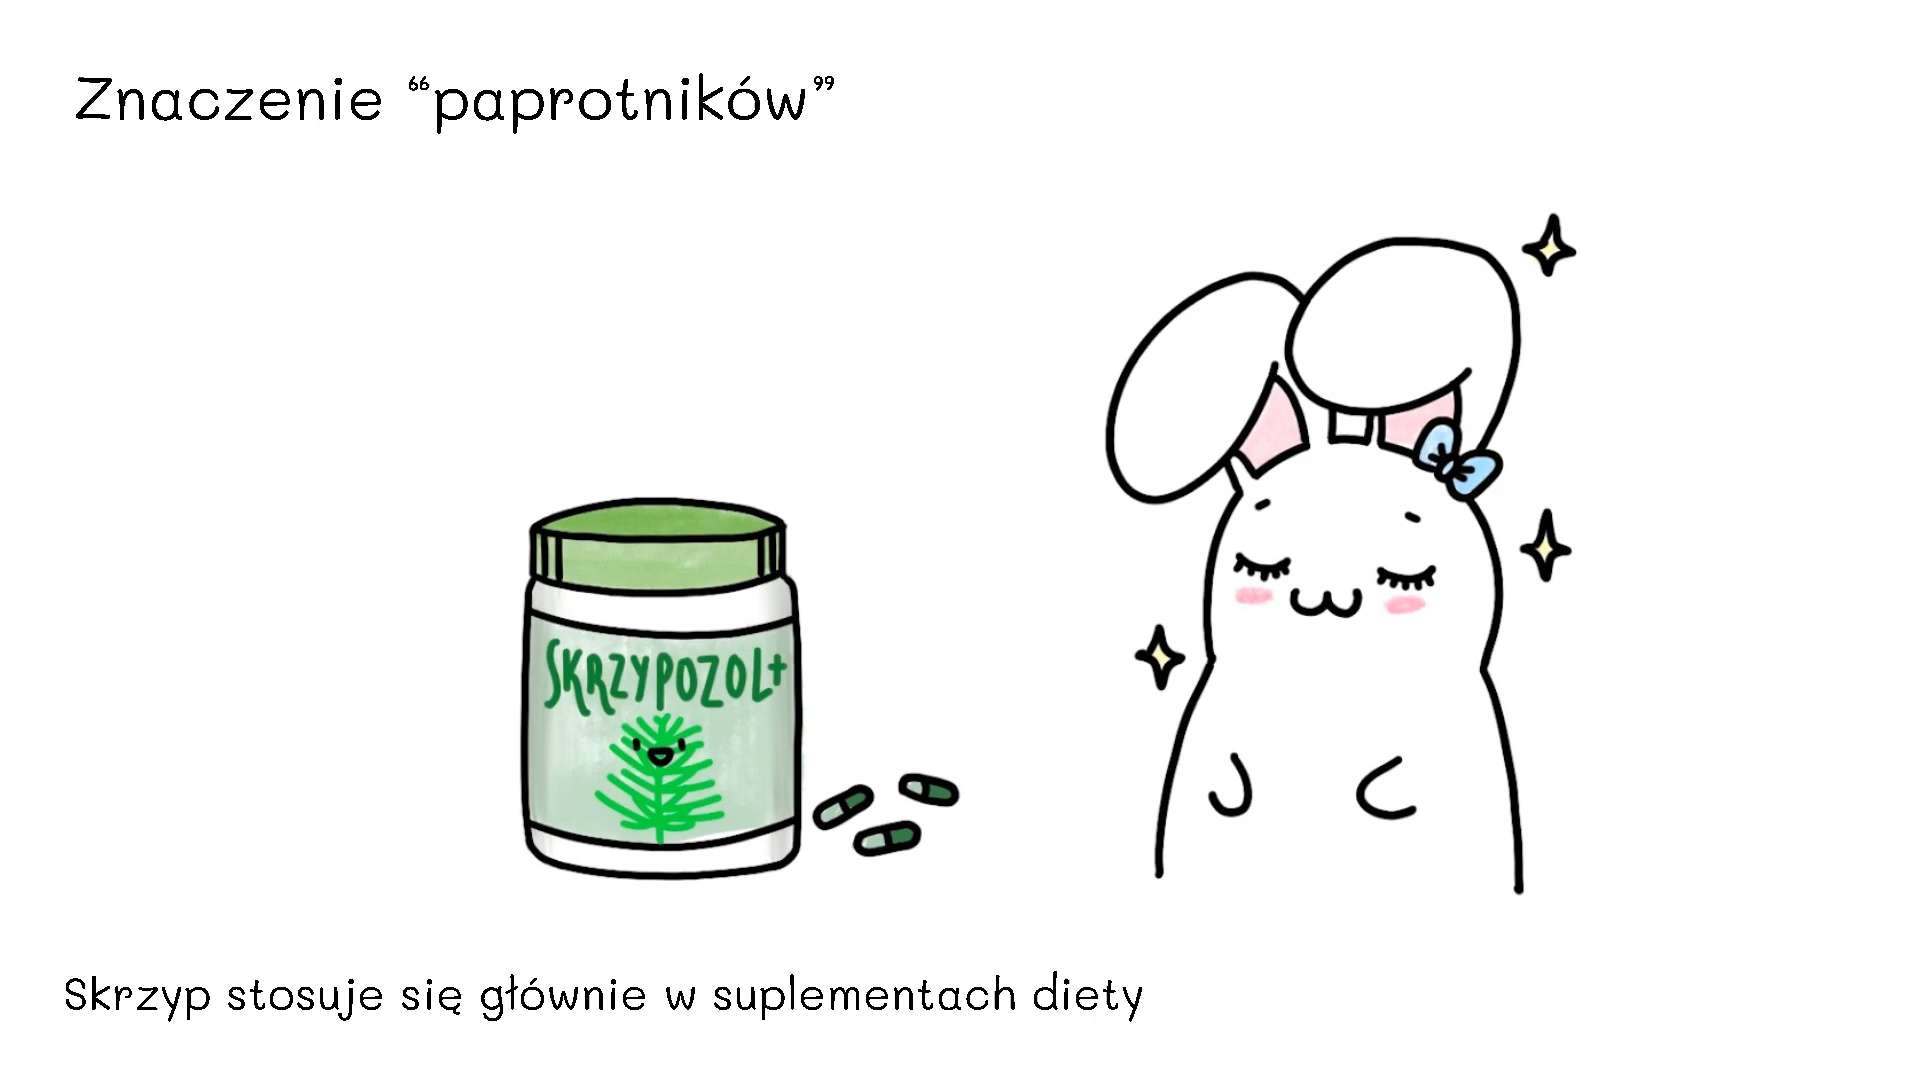 Znaczenie “paprotników”
SKRZYPOZOL+
Skrzyp stosuje się głównie w suplementach diety